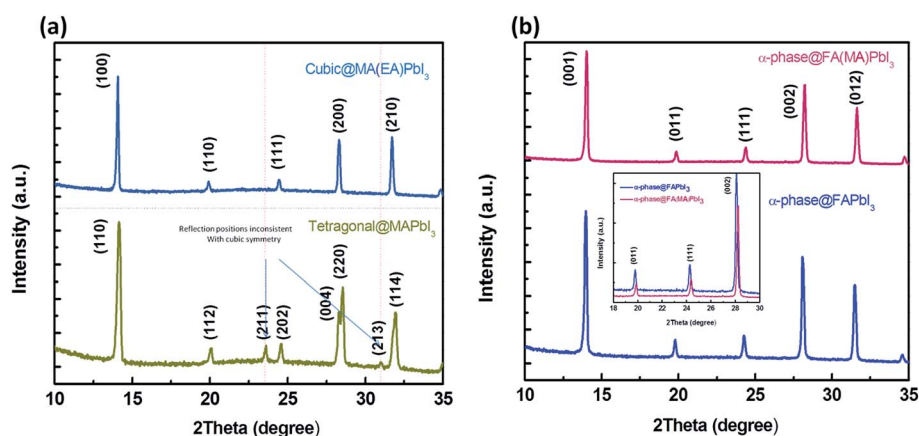 (a)
Intensity (a.u.)
Cubic@MA(EA)PbI3
(100)
(110)
(111)
(200)
(210)
Tetragonal@MAPbI3
Reflection positions inconsistent
With cubic symmetry
(110)
(112)
(211)
(202)
(004)
(220)
(213)
(114)
10 15 20 25 30 35
2Theta (degree)
(b)
Intensity (a.u.)
α-phase@FA(MA)PbI3
(001)
(011)
(111)
(002)
(012)
α-phase@FAPbI3
α-phase@FAPbI3
α-phase@FA(MA)PbI3
Intensity (a.u.)
(011)
(111)
(002)
18 20 22 24 26 28 30
2Theta (degree)
10 15 20 25 30 35
2Theta (degree)